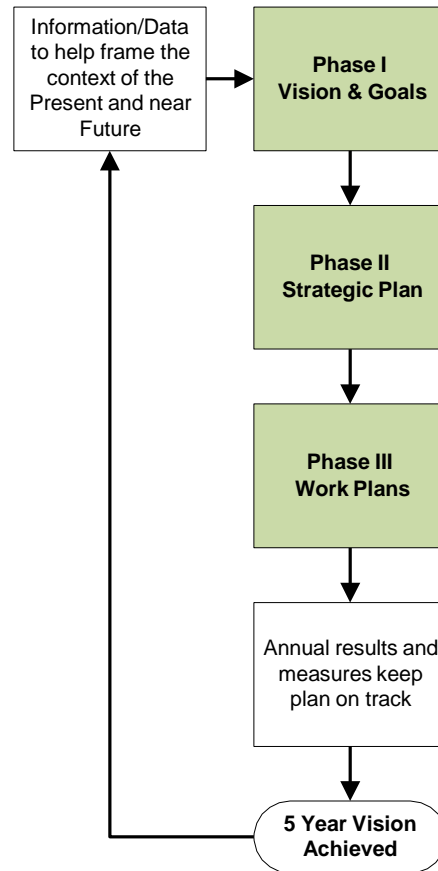 Information/Data
to help frame the
context of the
Present and near
Future
Phase I
Vision & Goals
Phase II
Strategic Plan
Phase III
Work Plans
Annual results and
measures keep
plan on track
5 Year Vision
Achieved